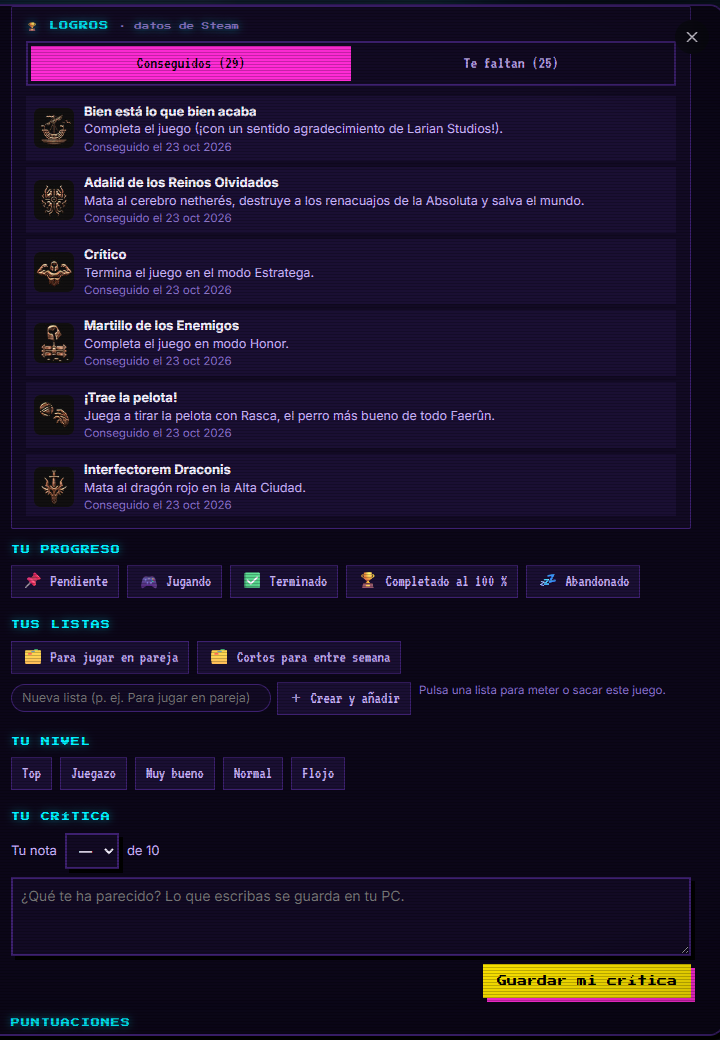 LOGROS · datos de Steam
Conseguidos (29)
Te faltan (25)
Bien está lo que bien acaba
Completa el juego (¡con un sentido agradecimiento de Larian Studios!).
Conseguido el 23 oct 2026
Adalid de los Reinos Olvidados
Mata al cerebro netherés, destruye a los renacuajos de la Absoluta y salva el mundo.
Conseguido el 23 oct 2026
Crítico
Termina el juego en el modo Estratega.
Conseguido el 23 oct 2026
Martillo de los Enemigos
Completa el juego en modo Honor.
Conseguido el 23 oct 2026
¡Trae la pelota!
Juega a tirar la pelota con Rasca, el perro más bueno de todo Faerûn.
Conseguido el 23 oct 2026
Interfectorem Draconis
Mata al dragón rojo en la Alta Ciudad.
Conseguido el 23 oct 2026
TU PROGRESO
Pendiente
Jugando
Terminado
Completado al 100 %
Abandonado
TUS LISTAS
Para jugar en pareja
Cortos para entre semana
Nueva lista (p. ej. Para jugar en pareja)
+ Crear y añadir
Pulsa una lista para meter o sacar este juego.
TU NIVEL
Top
Juegazo
Muy bueno
Normal
Flojo
TU CRÍTICA
Tu nota — de 10
¿Qué te ha parecido? Lo que escribas se guarda en tu PC.
Guardar mi crítica
PUNTUACIONES